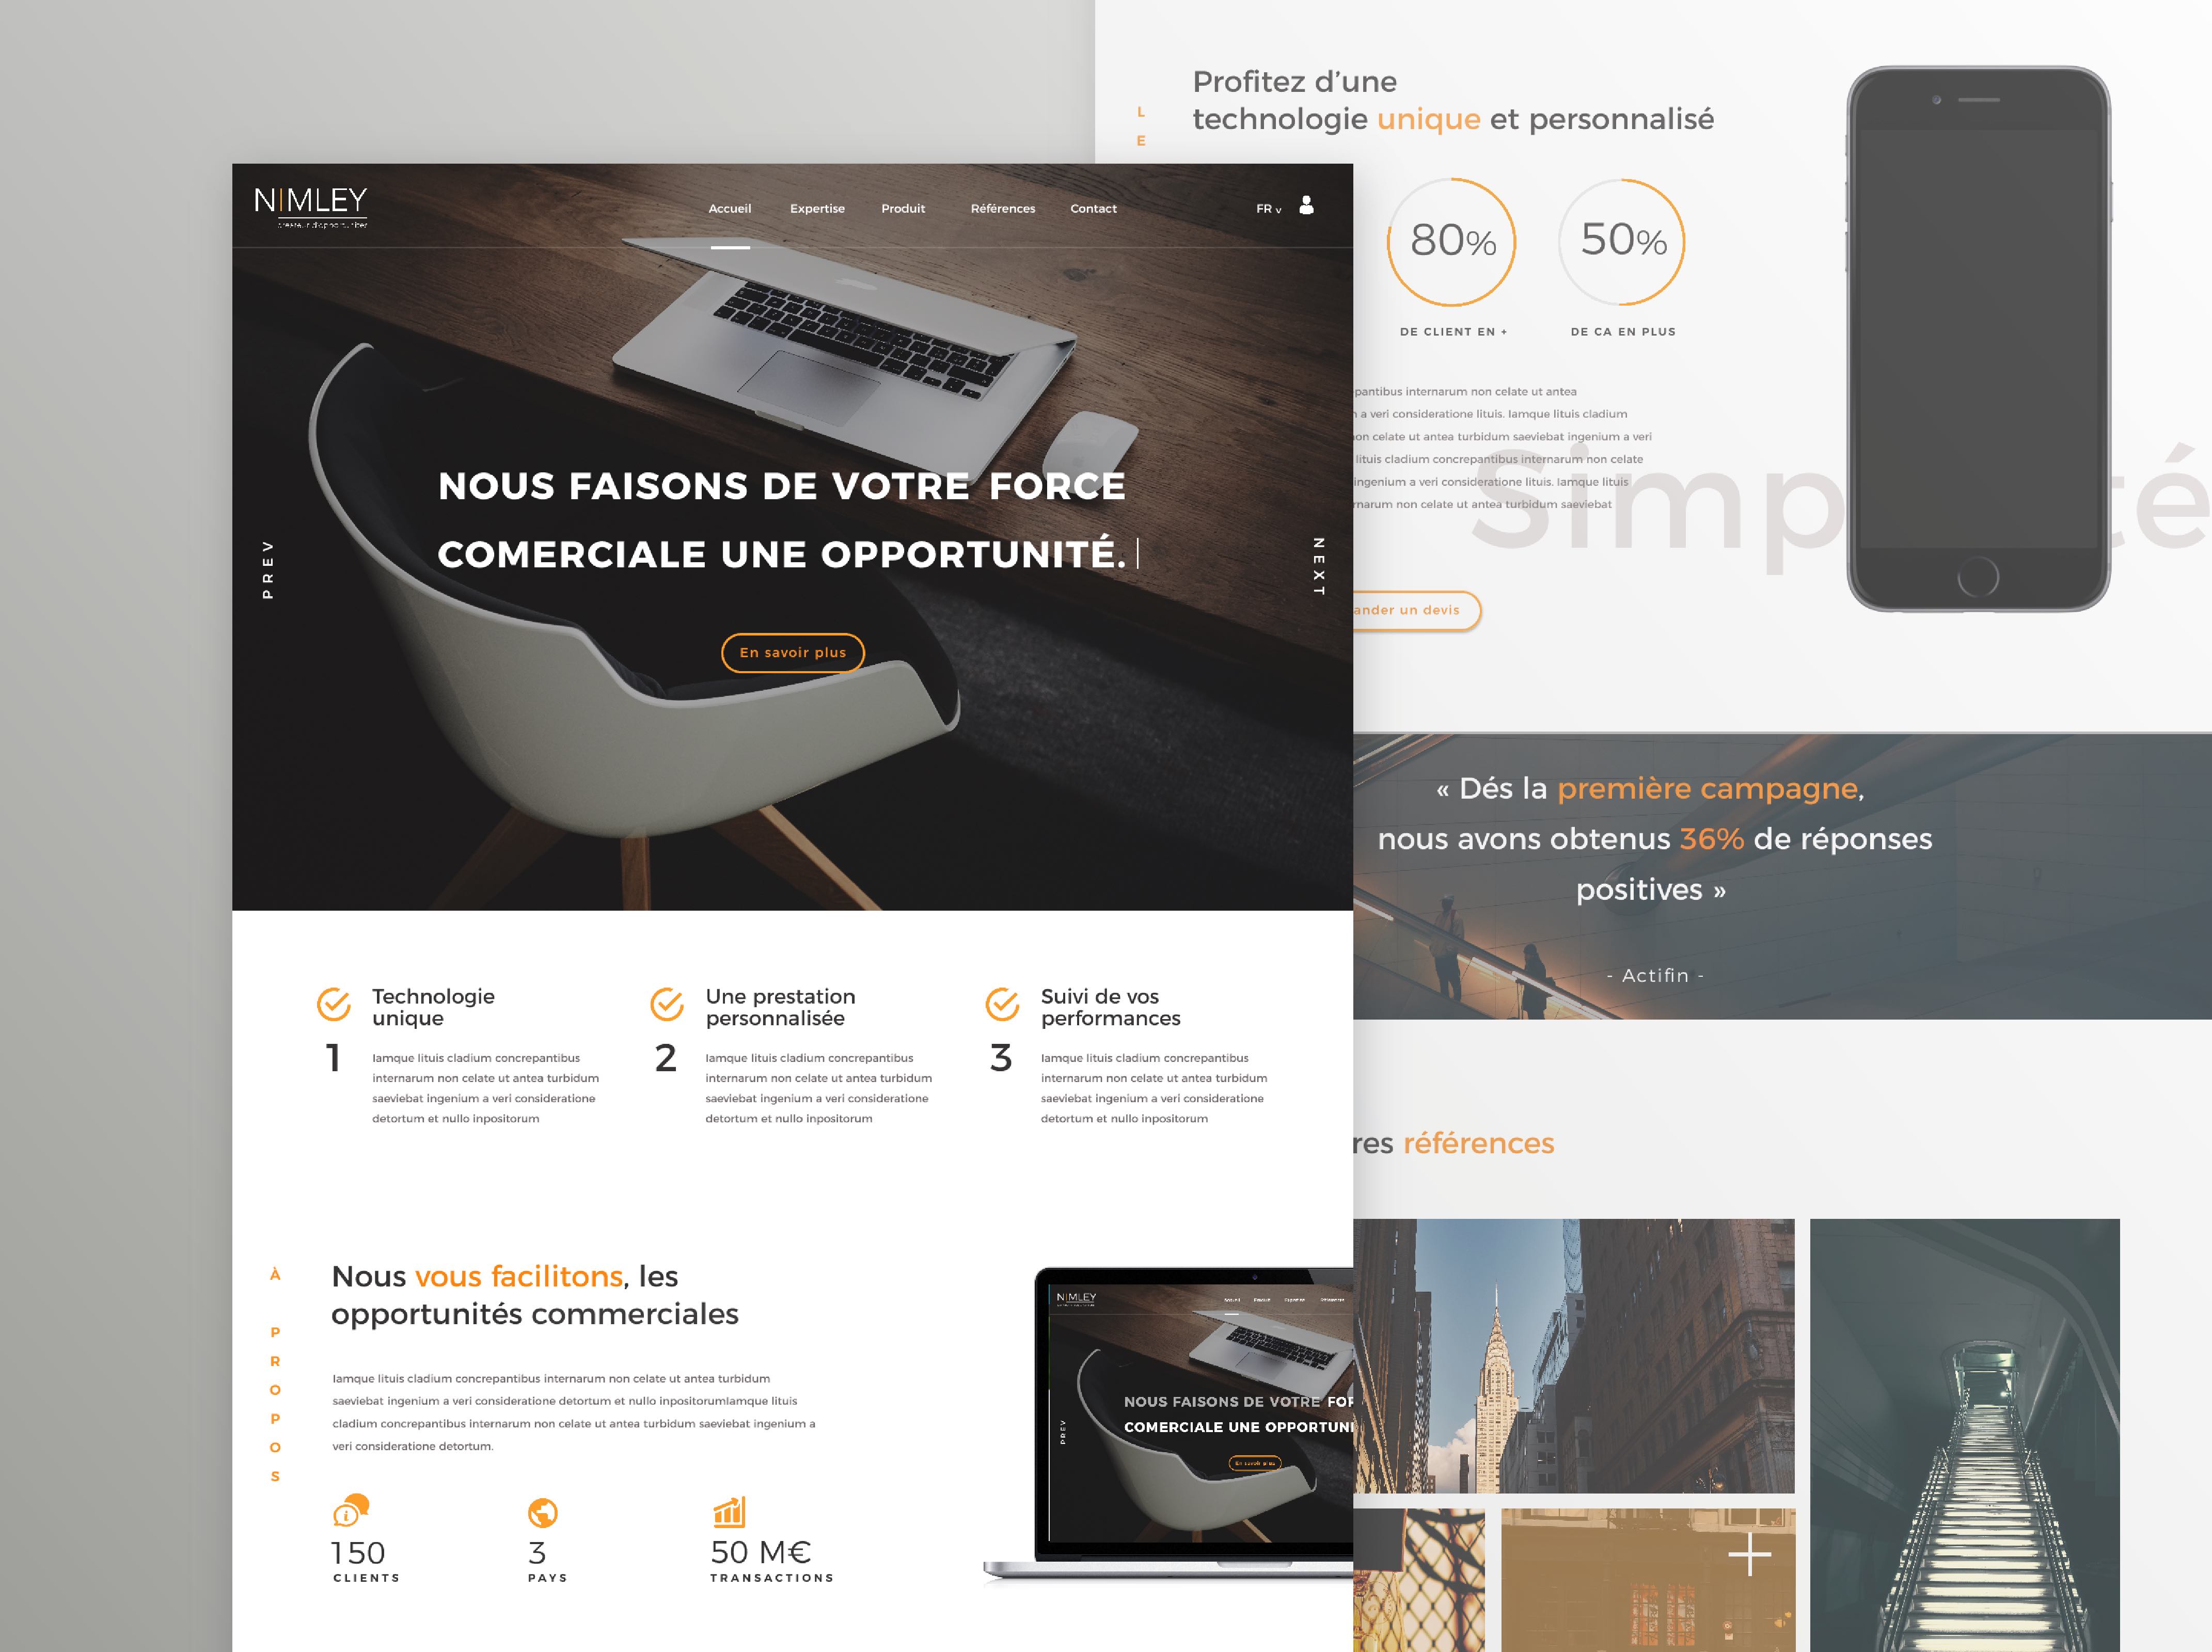 NIMLEY
créateur d'opportunités
Accueil
Expertise
Produit
Références
Contact
FR v
NOUS FAISONS DE VOTRE FORCE
COMERCIALE UNE OPPORTUNITÉ.
PREV
NEXT
En savoir plus
Technologie
unique
1
Iamque lituis cladium concrepantibus
internarum non celate ut antea turbidum
saeviebat ingenium a veri consideratione
detortum et nullo inpositorum
Une prestation
personnalisée
2
Iamque lituis cladium concrepantibus
internarum non celate ut antea turbidum
saeviebat ingenium a veri consideratione
detortum et nullo inpositorum
Suivi de vos
performances
3
Iamque lituis cladium concrepantibus
internarum non celate ut antea turbidum
saeviebat ingenium a veri consideratione
detortum et nullo inpositorum
À PROPOS
Nous vous facilitons, les
opportunités commerciales
Iamque lituis cladium concrepantibus internarum non celate ut antea turbidum
saeviebat ingenium a veri consideratione detortum et nullo inpositorumIamque lituis
cladium concrepantibus internarum non celate ut antea turbidum saeviebat ingenium a
veri consideratione detortum.
150
CLIENTS
3
PAYS
50 M€
TRANSACTIONS
NIMLEY
Accueil
Produit
Expertise
Références
NOUS FAISONS DE VOTRE FOR
COMERCIALE UNE OPPORTUN
PREV
En savoir plus
LE
Profitez d'une
technologie unique et personnalisé
80%
DE CLIENT EN +
50%
DE CA EN PLUS
pantibus internarum non celate ut antea
a veri consideratione lituis. Iamque lituis cladium
non celate ut antea turbidum saeviebat ingenium a veri
lituis cladium concrepantibus internarum non celate
ingenium a veri consideratione lituis. Iamque lituis
rnarum non celate ut antea turbidum saeviebat
Simp té
ander un devis
« Dés la première campagne,
nous avons obtenus 36% de réponses
positives »
- Actifin -
res références